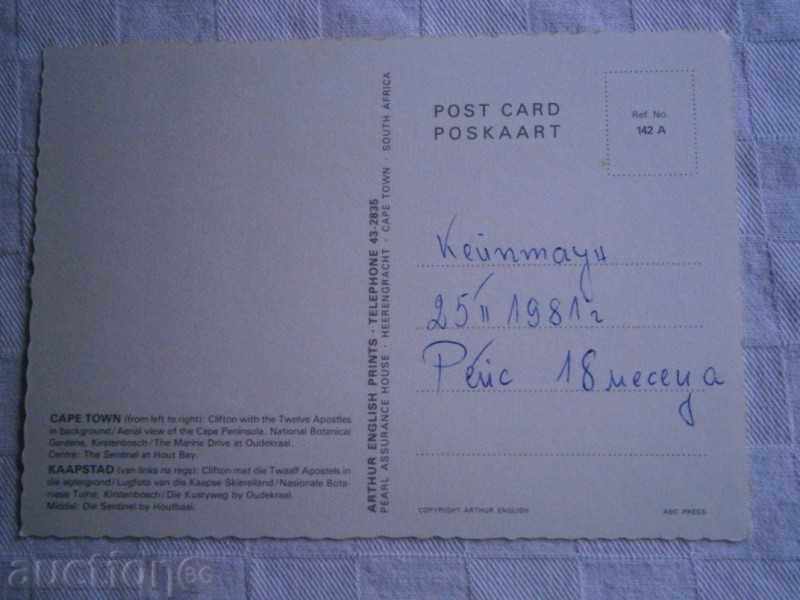 POST CARD
POSKAART
Ref. No.
142 A
Кейптаун
25 II 1981 г
Рейс 18 месеца
CAPE TOWN (from left to right): Clifton with the Twelve Apostles
in background/Aerial view of the Cape Peninsula. National Botanical
Gardens, Kirstenbosch/The Marine Drive at Oudekraal.
Centre: The Sentinel at Hout Bay.
KAAPSTAD (van links na regs): Clifton met die Twaalf Apostels in
die agtergrond/Lugfoto van die Kaapse Skiereiland/Nasionale Bota-
niese Tuine, Kirstenbosch/Die Kusryweg by Oudekraal.
Middel: Die Sentinel by Houtbaai.
ARTHUR ENGLISH PRINTS · TELEPHONE 43-2835
PEARL ASSURANCE HOUSE · HEERENGRACHT · CAPE TOWN · SOUTH AFRICA
COPYRIGHT ARTHUR ENGLISH
ABC PRESS
auction BG